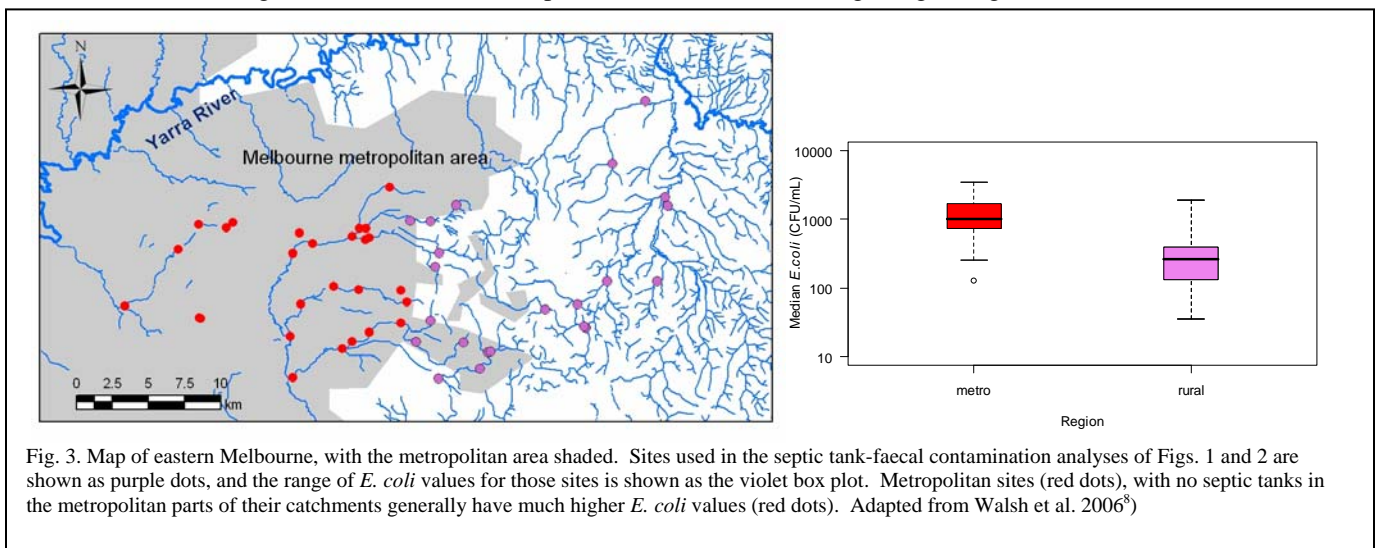 N
Yarra River
Melbourne metropolitan area
0 2.5 5 7.5 10
km
Median E.coli (CFU/mL)
10000
1000
100
10
metro rural
Region
Fig. 3. Map of eastern Melbourne, with the metropolitan area shaded. Sites used in the septic tank-faecal contamination analyses of Figs. 1 and 2 are
shown as purple dots, and the range of E. coli values for those sites is shown as the violet box plot. Metropolitan sites (red dots), with no septic tanks in
the metropolitan parts of their catchments generally have much higher E. coli values (red dots). Adapted from Walsh et al. 2006⁸)